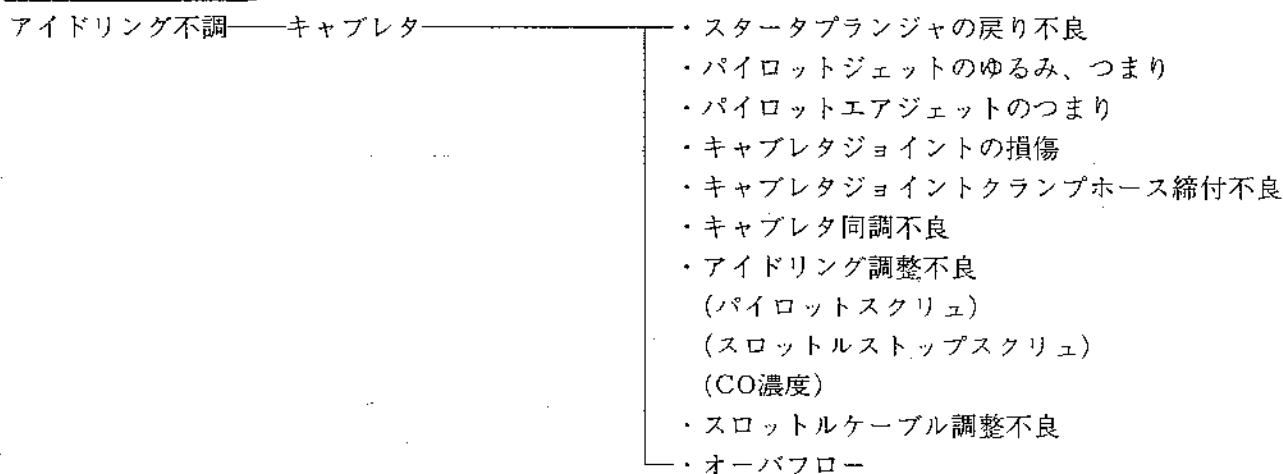 アイドリング不調——キャブレタ————・スタータプランジャの戻り不良
・パイロットジェットのゆるみ、つまり
・パイロットエアジェットのつまり
・キャブレタジョイントの損傷
・キャブレタジョイントクランプホース締付不良
・キャブレタ同調不良
・アイドリング調整不良
(パイロットスクリュ)
(スロットルストップスクリュ)
(CO濃度)
・スロットルケーブル調整不良
・オーバフロー